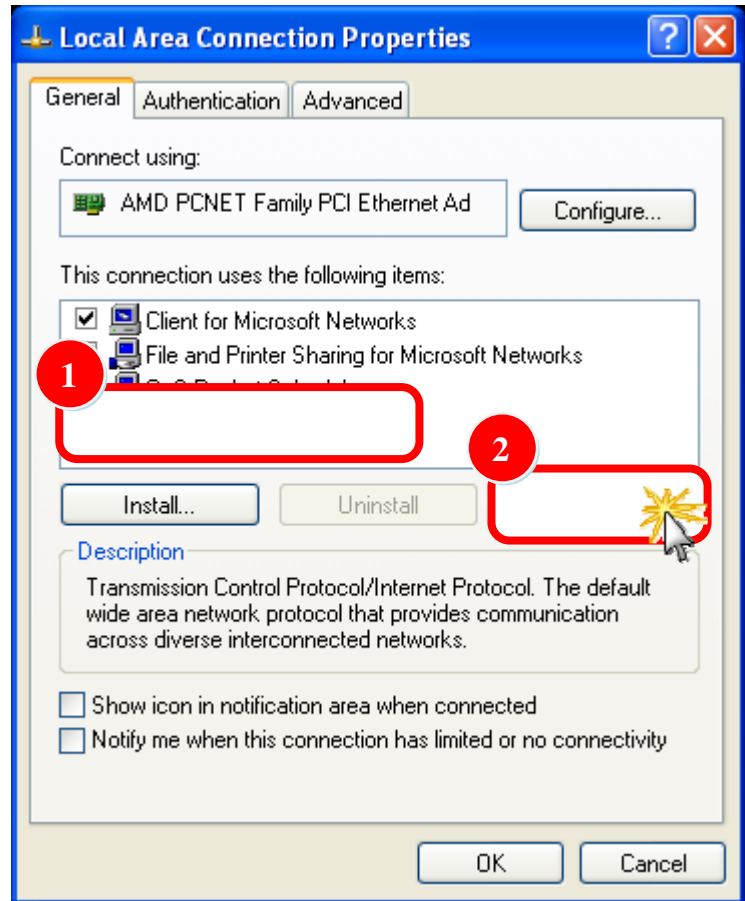 Local Area Connection Properties
General Authentication Advanced
Connect using:
AMD PCNET Family PCI Ethernet Ad
Configure...
This connection uses the following items:
Client for Microsoft Networks
File and Printer Sharing for Microsoft Networks
1
2
Install... Uninstall
Description
Transmission Control Protocol/Internet Protocol. The default
wide area network protocol that provides communication
across diverse interconnected networks.
Show icon in notification area when connected
Notify me when this connection has limited or no connectivity
OK Cancel